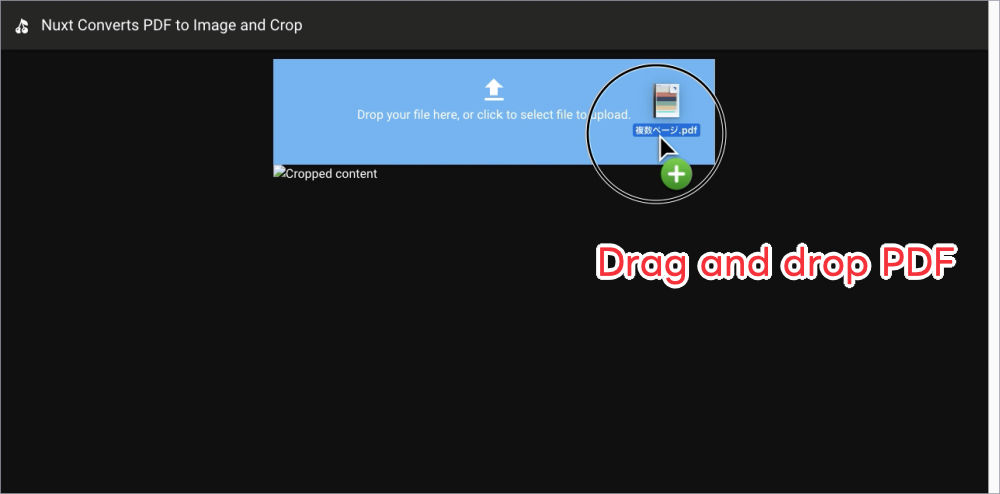 Nuxt Converts PDF to Image and Crop
Drop your file here, or click to select file to upload.
複数ページ.pdf
Cropped content
Drag and drop PDF